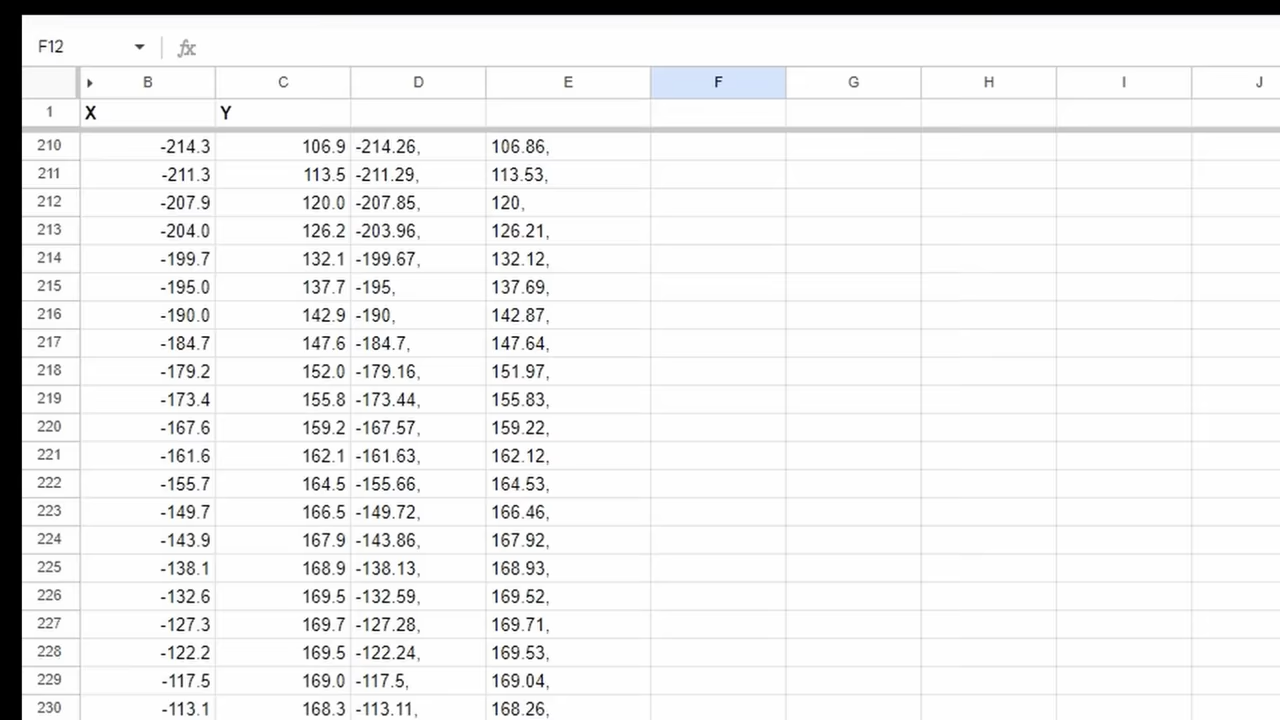 F12 fx
B C D E F G H I J
1 X Y
210 -214.3 106.9 -214.26, 106.86,
211 -211.3 113.5 -211.29, 113.53,
212 -207.9 120.0 -207.85, 120,
213 -204.0 126.2 -203.96, 126.21,
214 -199.7 132.1 -199.67, 132.12,
215 -195.0 137.7 -195, 137.69,
216 -190.0 142.9 -190, 142.87,
217 -184.7 147.6 -184.7, 147.64,
218 -179.2 152.0 -179.16, 151.97,
219 -173.4 155.8 -173.44, 155.83,
220 -167.6 159.2 -167.57, 159.22,
221 -161.6 162.1 -161.63, 162.12,
222 -155.7 164.5 -155.66, 164.53,
223 -149.7 166.5 -149.72, 166.46,
224 -143.9 167.9 -143.86, 167.92,
225 -138.1 168.9 -138.13, 168.93,
226 -132.6 169.5 -132.59, 169.52,
227 -127.3 169.7 -127.28, 169.71,
228 -122.2 169.5 -122.24, 169.53,
229 -117.5 169.0 -117.5, 169.04,
230 -113.1 168.3 -113.11, 168.26,